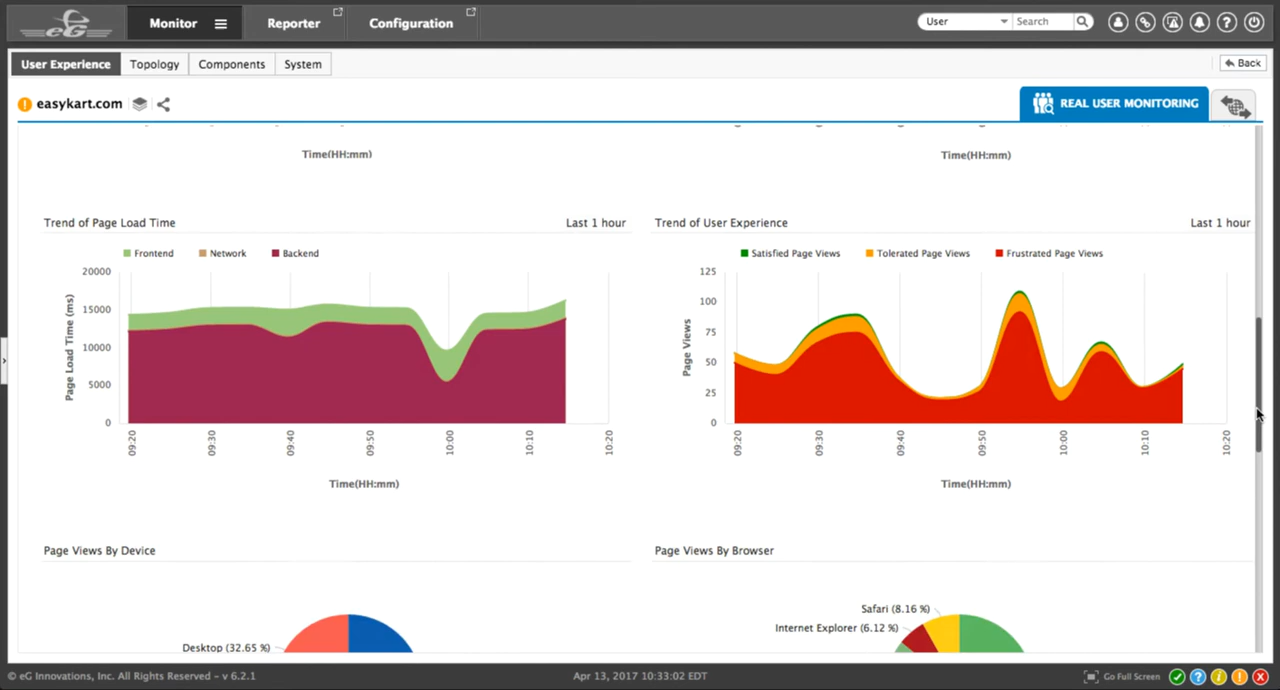 eG
Monitor
Reporter
Configuration
User
Search
User Experience
Topology
Components
System
Back
easykart.com
REAL USER MONITORING
Time(HH:mm)
Time(HH:mm)
Trend of Page Load Time
Last 1 hour
Frontend
Network
Backend
Page Load Time (ms)
20000
15000
10000
5000
0
09:20
09:30
09:40
09:50
10:00
10:10
10:20
Time(HH:mm)
Trend of User Experience
Last 1 hour
Satisfied Page Views
Tolerated Page Views
Frustrated Page Views
Page Views
125
100
75
50
25
0
09:20
09:30
09:40
09:50
10:00
10:10
10:20
Time(HH:mm)
Page Views By Device
Desktop (32.65 %)
Page Views By Browser
Safari (8.16 %)
Internet Explorer (6.12 %)
© eG Innovations, Inc. All Rights Reserved - v 6.2.1
Apr 13, 2017 10:33:02 EDT
Go Full Screen